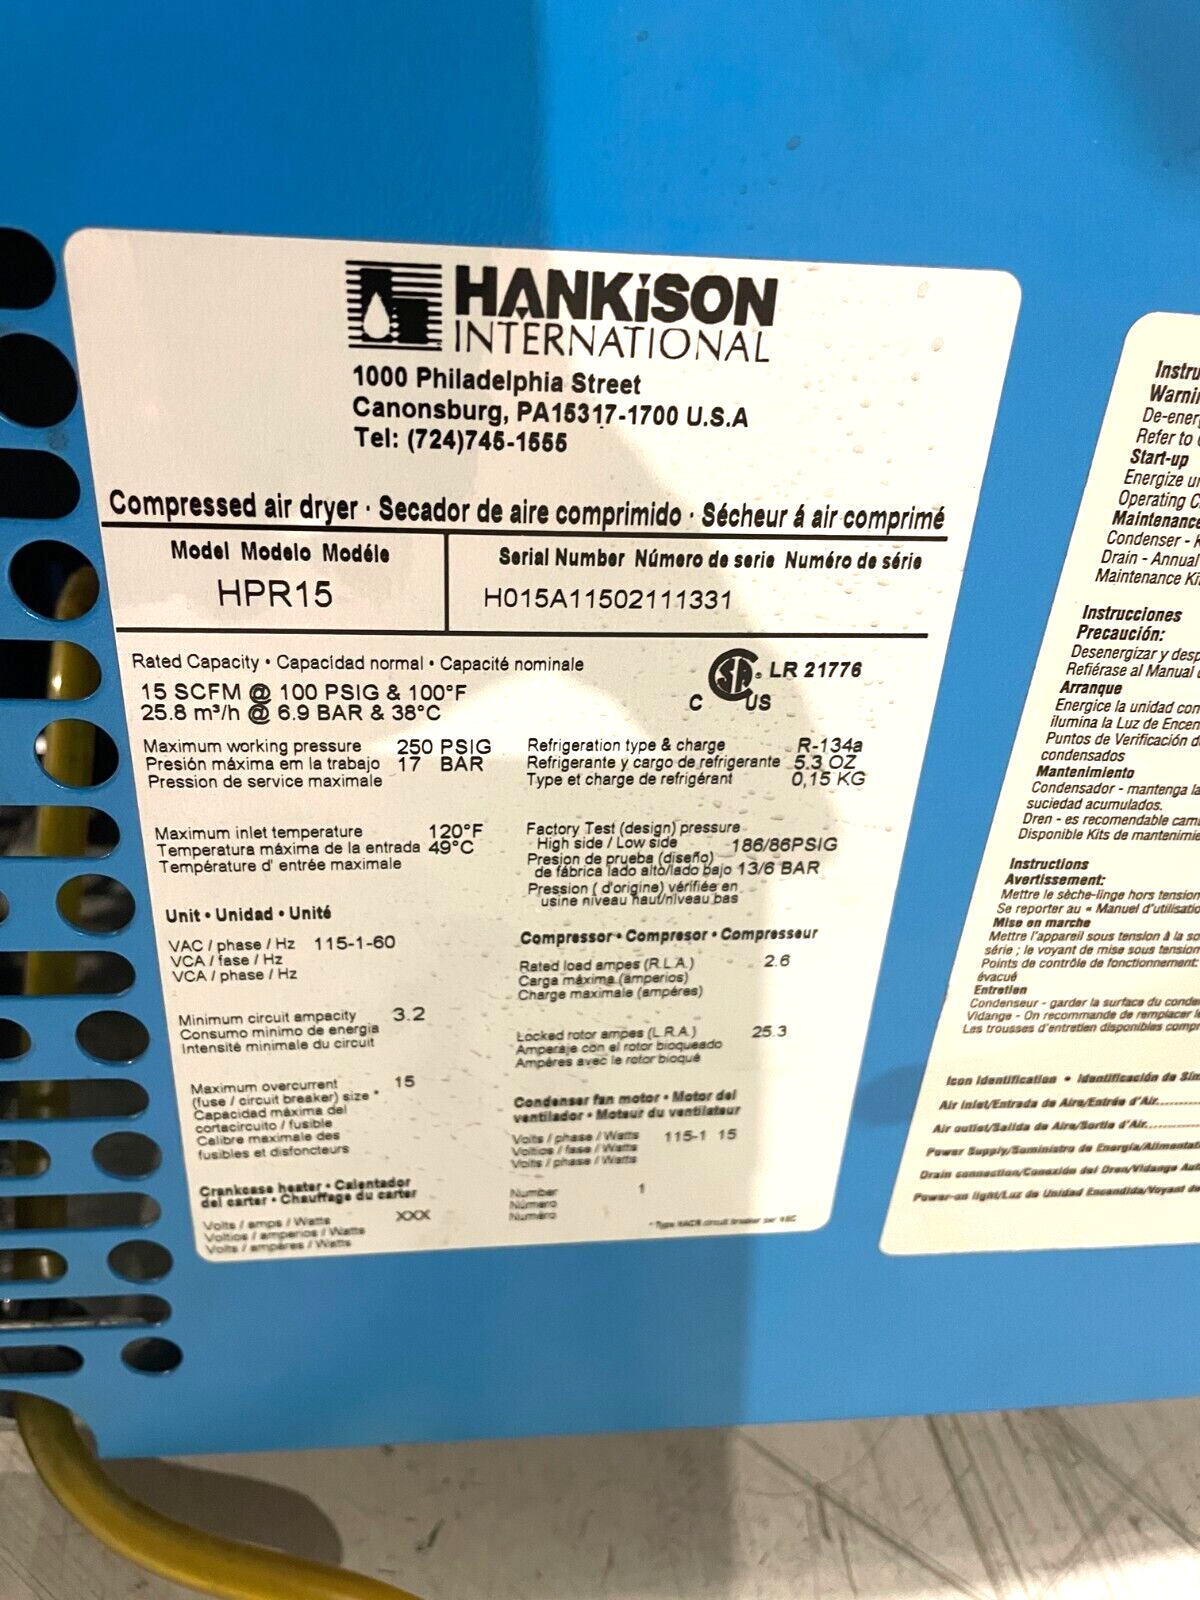 HANKiSON
INTERNATIONAL
1000 Philadelphia Street
Canonsburg, PA15317-1700 U.S.A
Tel: (724)745-1555
Compressed air dryer · Secador de aire comprimido · Sécheur á air comprimé
Model Modelo Modéle
HPR15
Serial Number Número de serie Numéro de série
H015A11502111331
Rated Capacity • Capacídad normal • Capacité nominale
15 SCFM @ 100 PSIG & 100°F
25.8 m³/h @ 6.9 BAR & 38°C
C SA ® US LR 21776
Maximum working pressure 250 PSIG
Presión máxima em la trabajo 17 BAR
Pression de service maximale
Refrigeration type & charge R-134a
Refrigerante y cargo de refrigerante 5.3 OZ
Type et charge de refrigérant 0,15 KG
Maximum inlet temperature 120°F
Temperatura máxima de la entrada 49°C
Température d' entrée maximale
Factory Test (design) pressure
High side / Low side 186/86PSIG
Presion de prueba (diseño)
de fábrica lado alto/lado bajo 13/6 BAR
Pression ( d'origine) vérifiée en
usine niveau haut/niveau bas
Unit • Unidad • Unité
VAC / phase / Hz 115-1-60
VCA / fase / Hz
VCA / phase / Hz
Minimum circuit ampacity 3.2
Consumo minimo de energia
Intensité minimale du circuit
Maximum overcurrent 15
(fuse / circuit breaker) size *
Capacidad máxima del
cortacircuito / fusible
Calibre maximale des
fusibles et disfoncteurs
Crankcase heater • Calentador
del carter • Chauffage du carter
Volts / amps / Watts XXX
Voltios / amperios / Watts
Volts / ampères / Watts
Compressor • Compresor • Compresseur
Rated load ampes (R.L.A.) 2.6
Carga máxima (amperios)
Charge maximale (ampéres)
Locked rotor ampes (L.R.A.) 25.3
Amperaje con el rotor bloqueado
Ampéres avec le rotor bloqué
Condenser fan motor • Motor del
ventilador • Moteur du ventilateur
Volts / phase / Watts 115-1 15
Voltios / fase / Watts
Volts / phase / Watts
Number 1
Número
Numéro
* Type HACR circuit breaker per NEC
Instru
Warnin
De-energ
Refer to
Start-up
Energize un
Operating C
Maintenance
Condenser - K
Drain - Annual
Maintenance Kit
Instrucciones
Precaución:
Desenergizar y desp
Refiérase al Manual
Arranque
Energice la unidad con
ilumina la Luz de Encen
Puntos de Verificación d
condensados
Mantenimiento
Condensador - mantenga la
suciedad acumulados.
Dren - es recomendable camb
Disponible Kits de mantenimie
Instructions
Avertissement:
Mettre le sèche-linge hors tension
Se reporter au « Manuel d'utilisatio
Mise en marche
Mettre l'appareil sous tension à la so
série ; le voyant de mise sous tension
Points de contrôle de fonctionnement:
évacué
Entretien
Condenseur - garder la surface du conde
Vidange - On recommande de remplacer le
Les trousses d'entretien disponibles compr
Icon Identification • Identificación de Sím
Air Inlet/Entrada de Aire/Entrée d'Air
Air outlet/Salida de Aire/Sortie d'Air
Power Supply/Suministro de Energia/Alimentati
Drain connection/Conexión del Dren/Vidange Aut
Power-on light/Luz de Unidad Encendida/Voyant de